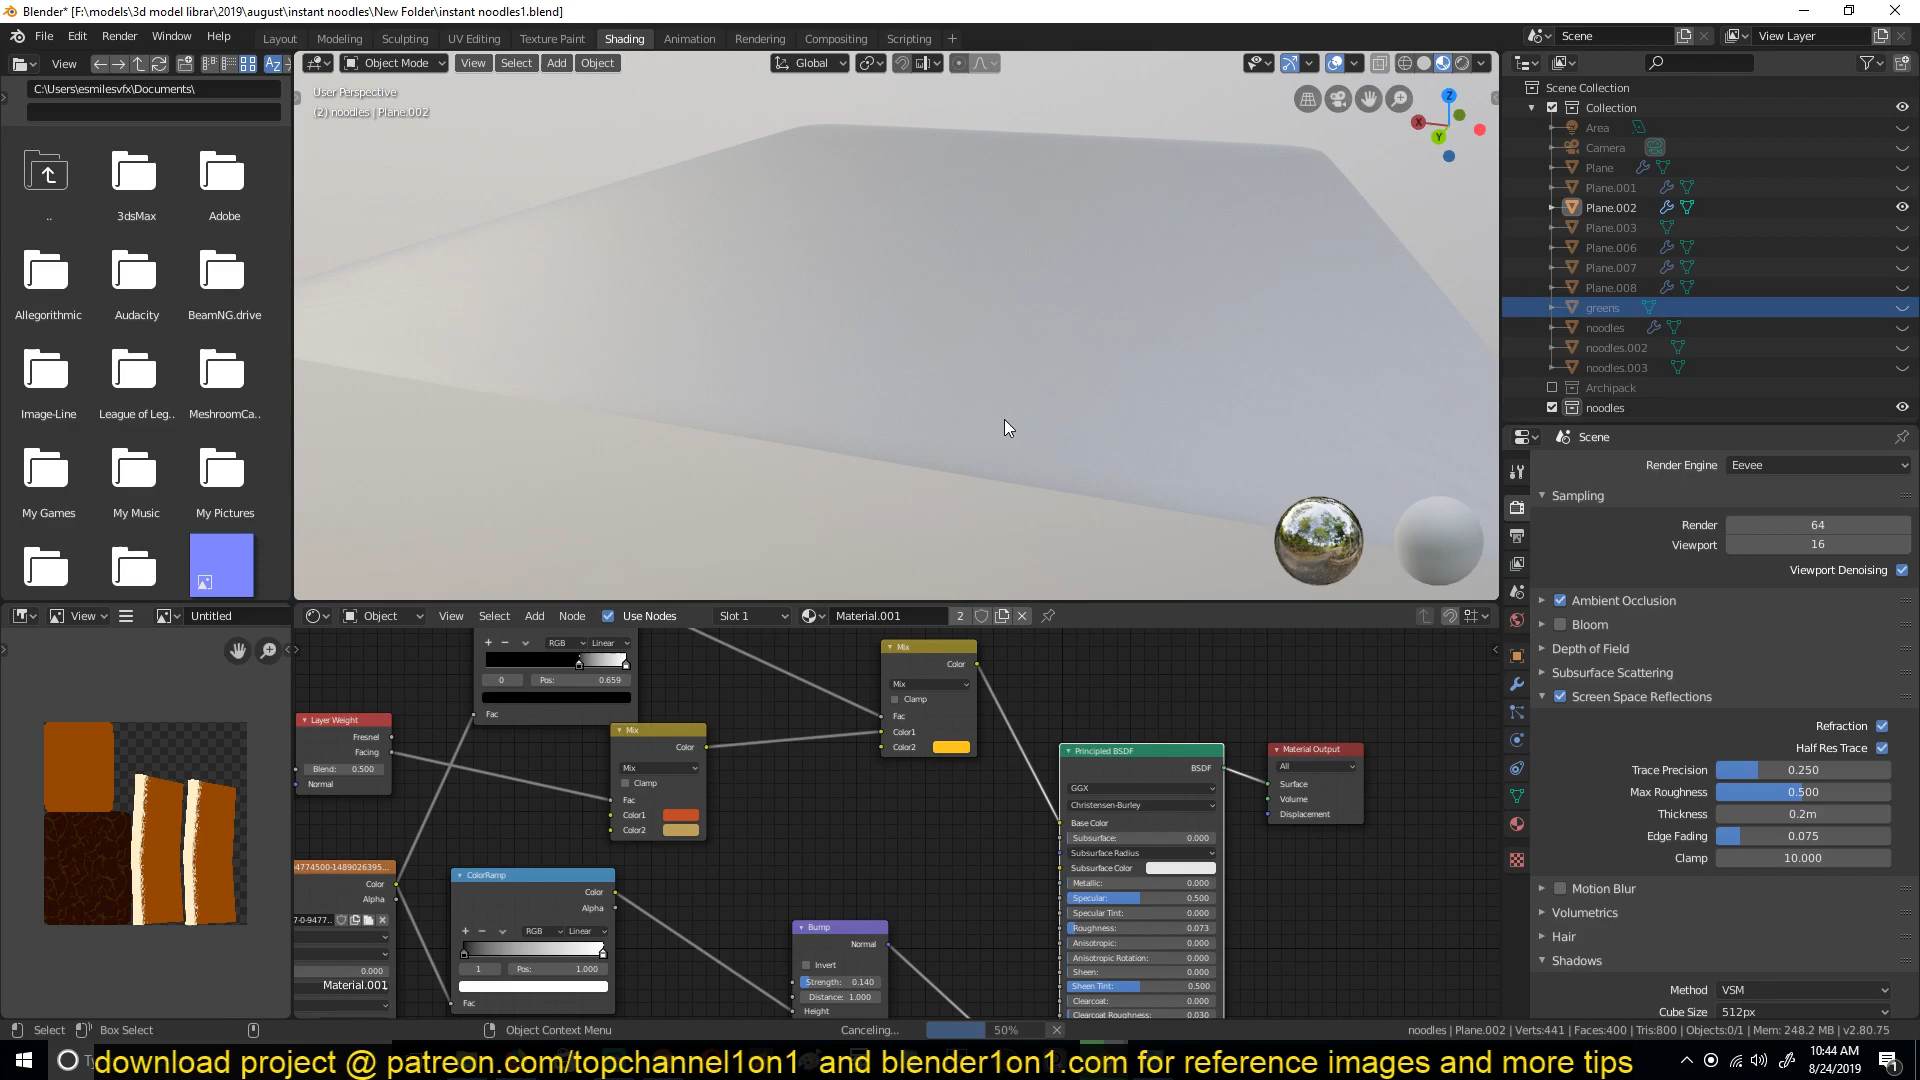 Blender* [F:\models\3d model librar\2019\august\instant noodles\New Folder\instant noodles1.blend]
File Edit Render Window Help
Layout Modeling Sculpting UV Editing Texture Paint Shading Animation Rendering Compositing Scripting +
Scene
View Layer
View
C:\Users\esmilesvfx\Documents\
..
3dsMax
Adobe
Allegorithmic
Audacity
BeamNG.drive
Image-Line
League of Leg..
MeshroomCa..
My Games
My Music
My Pictures
Object Mode View Select Add Object
Global
User Perspective
(2) noodles | Plane.002
Z
X
Y
Scene Collection
Collection
Area
Camera
Plane
Plane.001
Plane.002
Plane.003
Plane.006
Plane.007
Plane.008
greens
noodles
noodles.002
noodles.003
Archipack
noodles
Scene
Render Engine Eevee
Sampling
Render 64
Viewport 16
Viewport Denoising
Ambient Occlusion
Bloom
Depth of Field
Subsurface Scattering
Screen Space Reflections
Refraction
Half Res Trace
Trace Precision 0.250
Max Roughness 0.500
Thickness 0.2m
Edge Fading 0.075
Clamp 10.000
Motion Blur
Volumetrics
Hair
Shadows
Method VSM
Cube Size 512px
View
Untitled
Object View Select Add Node Use Nodes Slot 1 Material.001 2
RGB Linear
0 Pos: 0.659
Fac
Layer Weight
Fresnel
Facing
Blend: 0.500
Normal
Mix
Color
Mix
Clamp
Fac
Color1
Color2
Mix
Color
Mix
Clamp
Fac
Color1
Color2
Principled BSDF
BSDF
GGX
Christensen-Burley
Base Color
Subsurface: 0.000
Subsurface Radius
Subsurface Color
Metallic: 0.000
Specular: 0.500
Specular Tint: 0.000
Roughness: 0.073
Anisotropic: 0.000
Anisotropic Rotation: 0.000
Sheen: 0.000
Sheen Tint: 0.500
Clearcoat: 0.000
Clearcoat Roughness: 0.030
Material Output
All
Surface
Volume
Displacement
4774500-1489026395...
Color
Alpha
7-0-9477..
0.000
Material.001
ColorRamp
Color
Alpha
RGB Linear
1 Pos: 1.000
Fac
Bump
Normal
Invert
Strength: 0.140
Distance: 1.000
Height
Select Box Select Object Context Menu Canceling... 50% noodles | Plane.002 | Verts:441 | Faces:400 | Tris:800 | Objects:0/1 | Mem: 248.2 MB | v2.80.75
download project @ patreon.com/topchannel1on1 and blender1on1.com for reference images and more tips
10:44 AM
8/24/2019